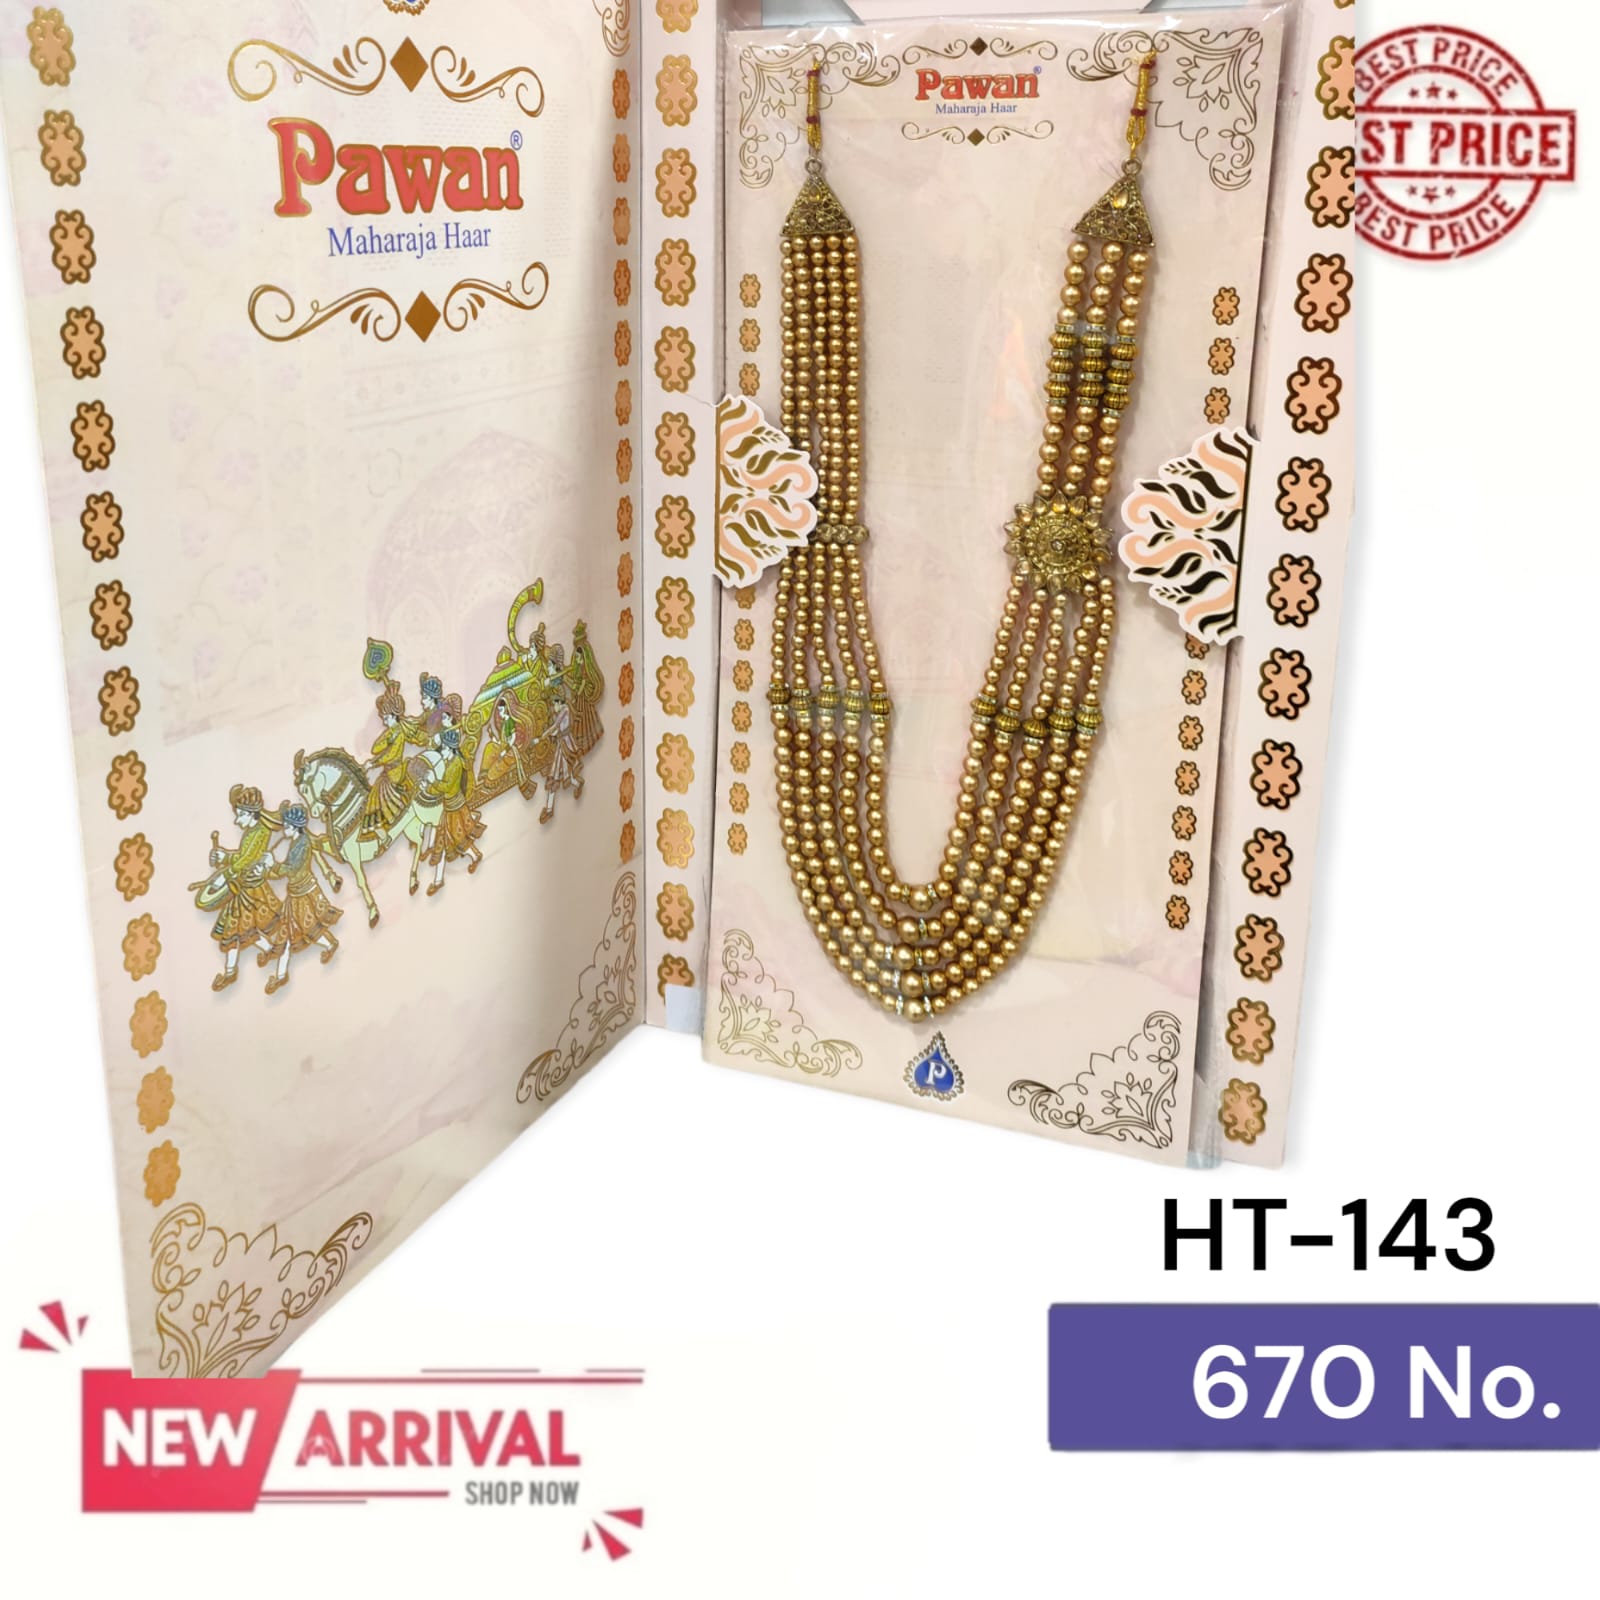 Pawan®
Maharaja Haar
Pawan®
Maharaja Haar
P
P
BEST PRICE
ST PRICE
BEST PRICE
HT-143
670 No.
NEW ARRIVAL
SHOP NOW